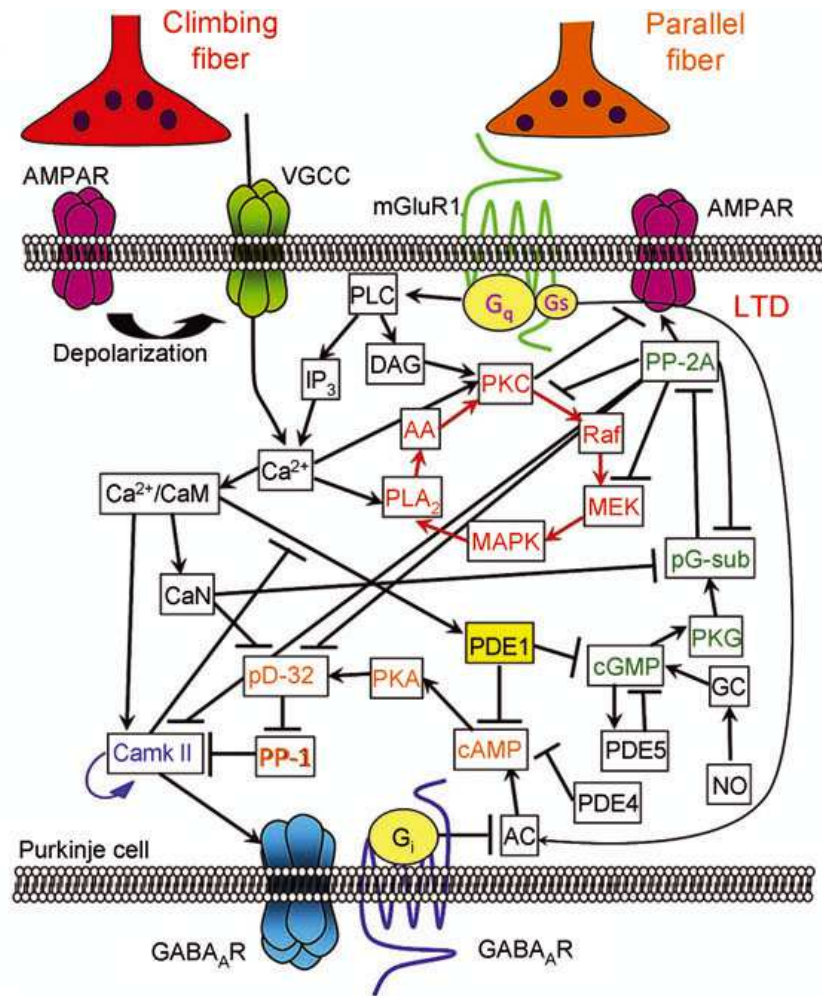 Climbing
fiber
Parallel
fiber
AMPAR
VGCC
mGluR1
AMPAR
PLC
Gq
Gs
LTD
Depolarization
DAG
PP-2A
IP3
PKC
AA
Raf
Ca2+
Ca2+/CaM
PLA2
MEK
MAPK
pG-sub
CaN
PDE1
PKG
pD-32
PKA
cGMP
GC
Camk II
PP-1
cAMP
PDE5
NO
PDE4
Gi
AC
Purkinje cell
GABAAR
GABAAR